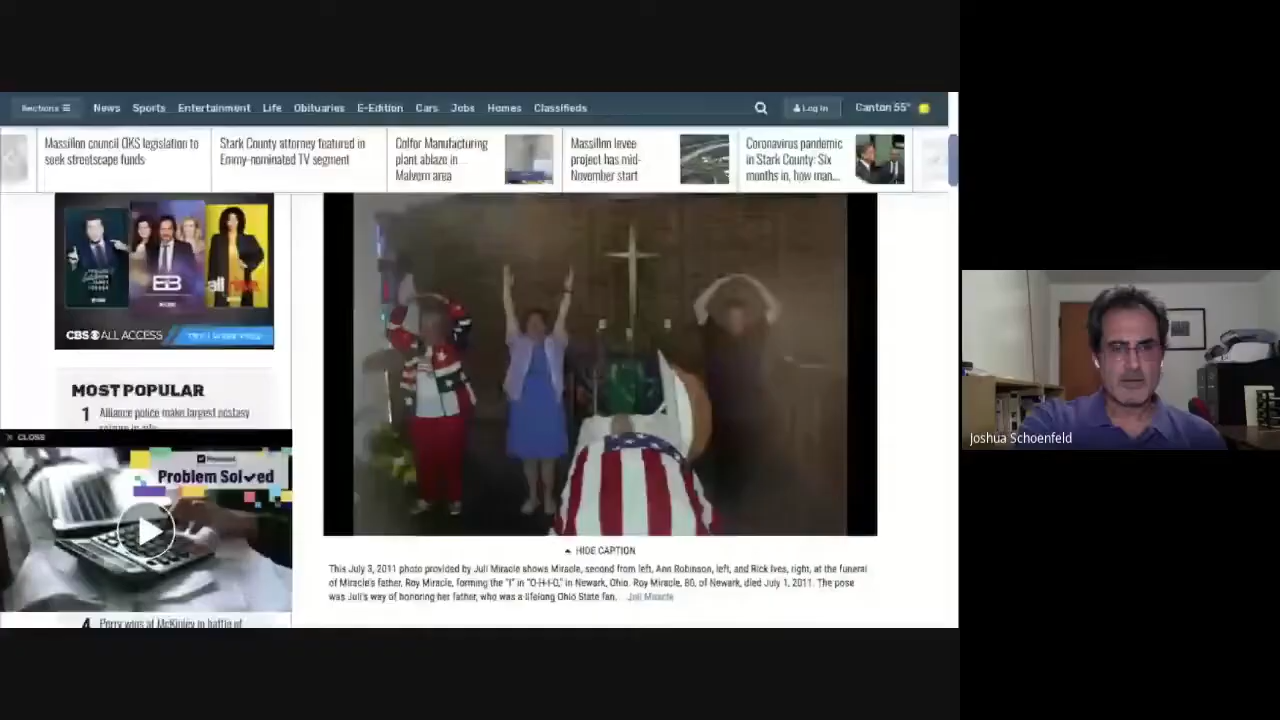 Sections
News
Sports
Entertainment
Life
Obituaries
E-Edition
Cars
Jobs
Homes
Classifieds
Log In
Canton 55°
Massillon council OKS legislation to
seek streetscape funds
Stark County attorney featured in
Emmy-nominated TV segment
Colfor Manufacturing
plant ablaze in
Malvern area
Massillon levee
project has mid-
November start
Coronavirus pandemic
in Stark County: Six
months in, how man...
all rise
CBS ALL ACCESS
MOST POPULAR
1 Alliance police make largest ecstasy
seizure in
CLOSE
Problem Solved
4 Perry wins at McKinley in battle of
HIDE CAPTION
This July 3, 2011 photo provided by Juli Miracle shows Miracle, second from left, Ann Robinson, left, and Rick Ives, right, at the funeral
of Miracle's father, Roy Miracle, forming the "I" in "O-H-I-O," in Newark, Ohio. Roy Miracle, 80, of Newark, died July 1, 2011. The pose
was Juli's way of honoring her father, who was a lifelong Ohio State fan. Juli Miracle
Joshua Schoenfeld